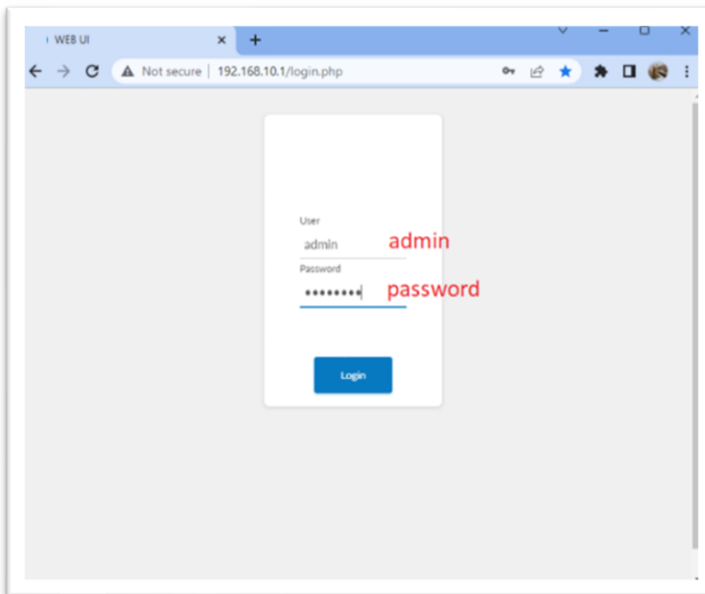 WEB UI
Not secure | 192.168.10.1/login.php
User
admin admin
Password
•••••••• password
Login